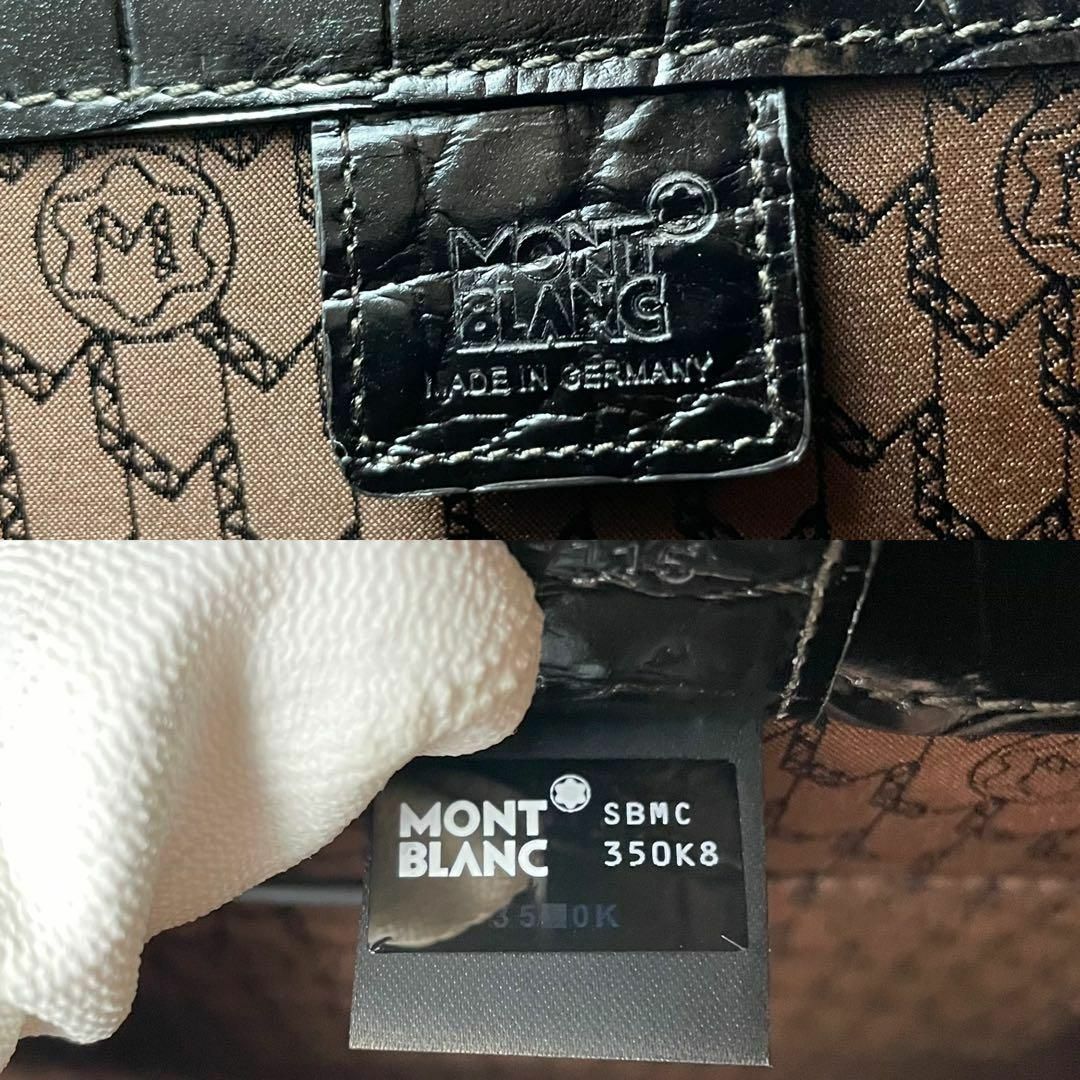 M
MONT
BLANC
MADE IN GERMANY
MONT
BLANC
SBMC
350K8